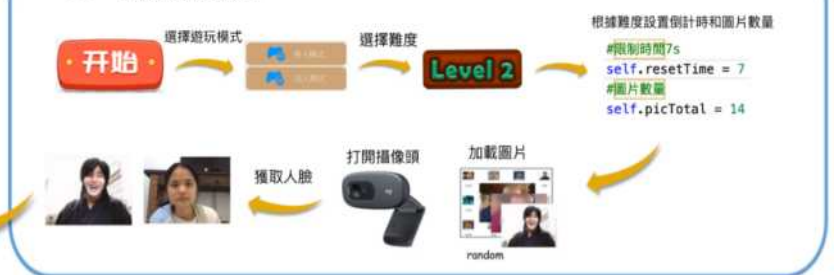 根據難度設置倒計時和圖片數量
選擇遊玩模式
選擇難度
开始
Level 2
#限制時間7s
self.resetTime = 7
#圖片數量
self.picTotal = 14
獲取人臉
打開攝像頭
加載圖片
random